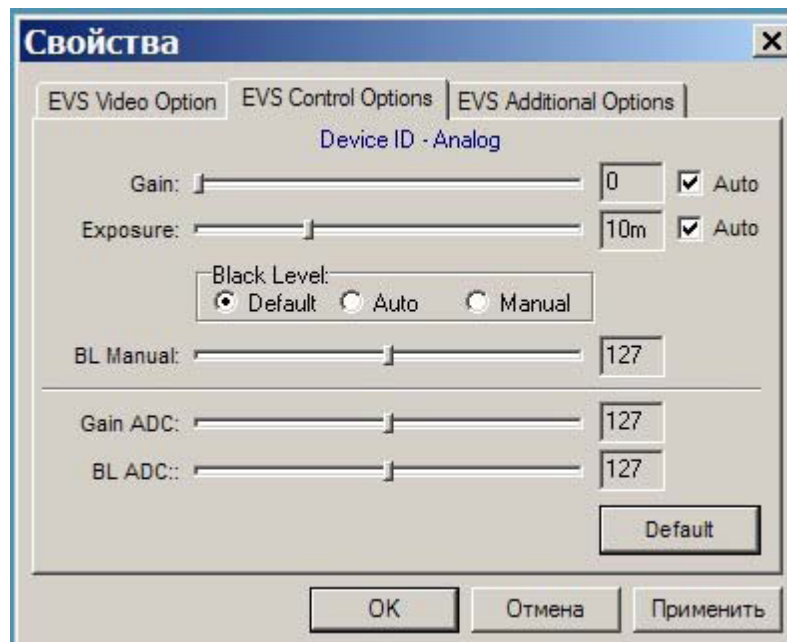 Свойства
EVS Video Option EVS Control Options EVS Additional Options
Device ID - Analog
Gain: 0 Auto
Exposure: 10m Auto
Black Level:
Default Auto Manual
BL Manual: 127
Gain ADC: 127
BL ADC:: 127
Default
OK Отмена Применить